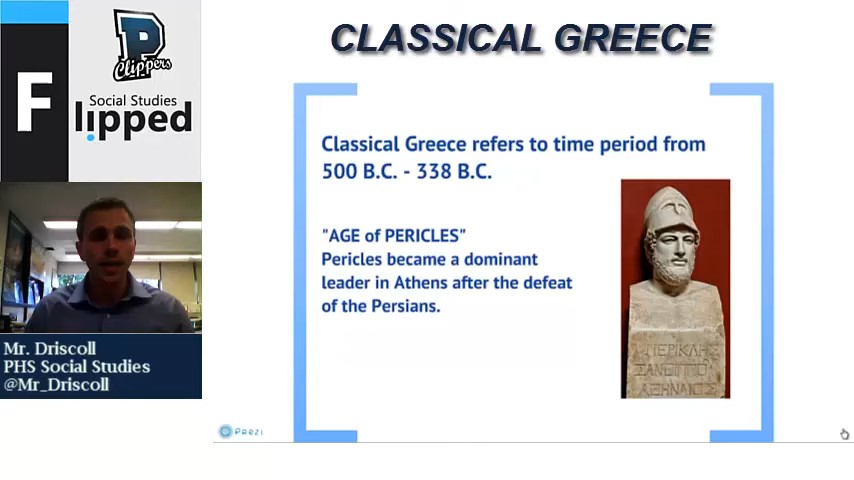 CLASSICAL GREECE
F
P
Clippers
Social Studies
Flipped
Mr. Driscoll
PHS Social Studies
@Mr_Driscoll
Classical Greece refers to time period from
500 B.C. - 338 B.C.
"AGE of PERICLES"
Pericles became a dominant
leader in Athens after the defeat
of the Persians.
ΠΕΡΙΚΛΗΣ
ΞΑΝΘΙΠΠΟ
ΑΘΗΝΑΙΟΣ
Prezi